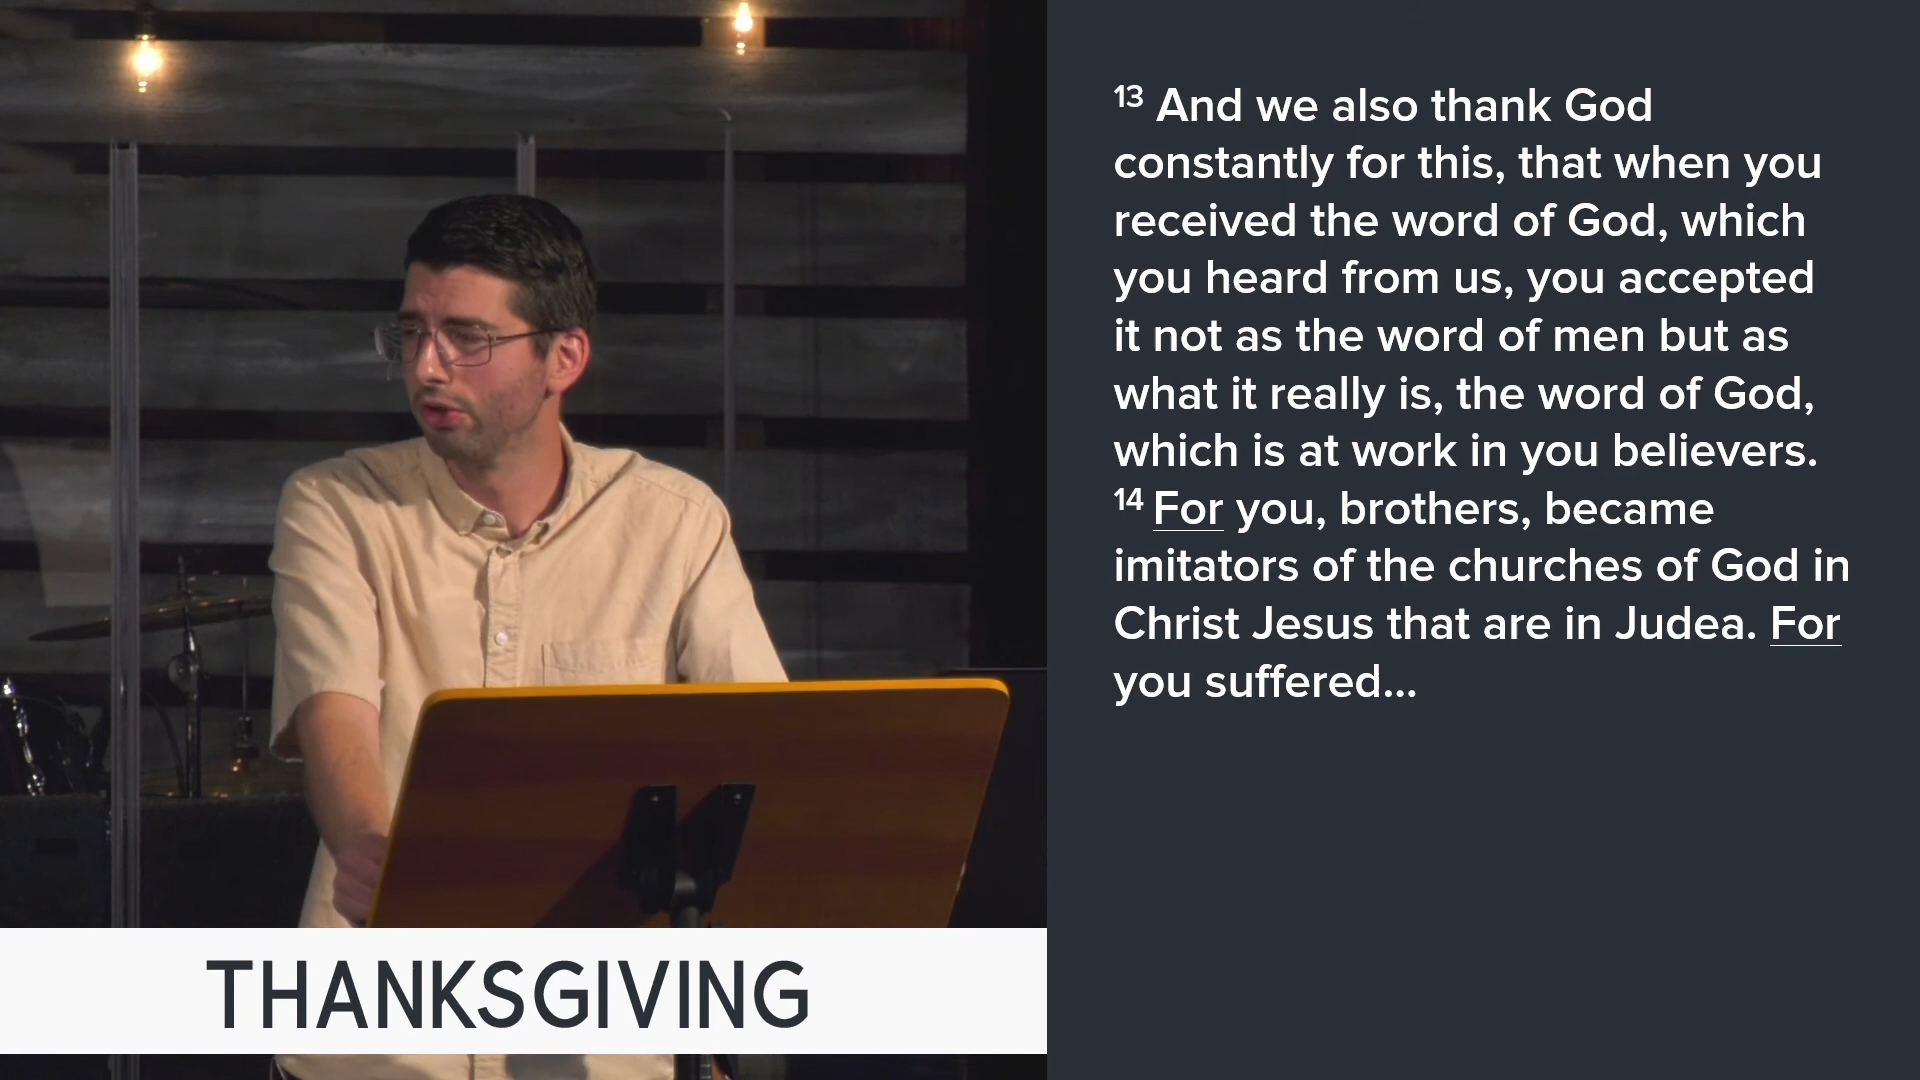 13 And we also thank God
constantly for this, that when you
received the word of God, which
you heard from us, you accepted
it not as the word of men but as
what it really is, the word of God,
which is at work in you believers.
14 For you, brothers, became
imitators of the churches of God in
Christ Jesus that are in Judea. For
you suffered...
THANKSGIVING